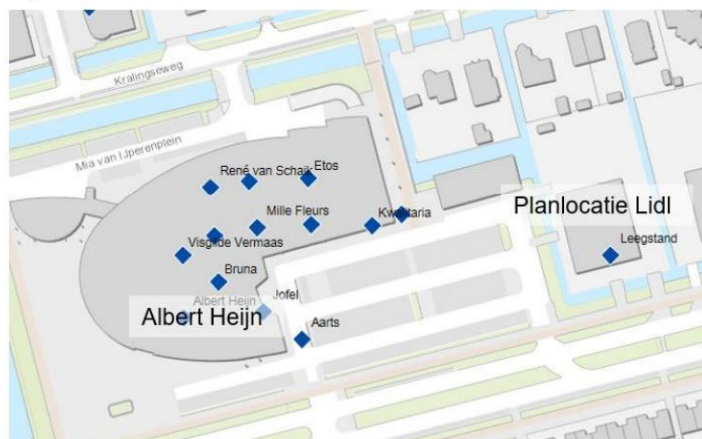 Kralingseweg
Mia van IJperenplein
René van Schaik
Etos
Mille Fleurs
Kwalitaria
Planlocatie Lidl
Leegstand
Visgilde Vermaas
Bruna
Albert Heijn
Jofel
Albert Heijn
Aarts